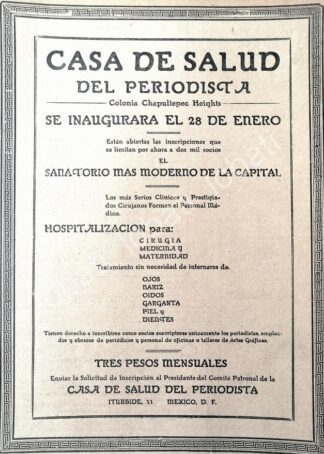 CASA DE SALUD
DEL PERIODISTA
Colonia Chapultepec Heights
SE INAUGURARA EL 28 DE ENERO
Están abiertas las inscripciones que
se limitan por ahora a dos mil socios
EL
SANATORIO MAS MODERNO DE LA CAPITAL
Los más Serios Clínicos y Prestigia-
dos Cirujanos Forman el Personal Mé-
dico.
HOSPITALIZACION para:
CIRUGIA
MEDICINA Y
MATERNIDAD
Tratamiento sin necesidad de internarse de:
OJOS
NARIZ
OIDOS
GARGANTA
PIEL y
DIENTES
Tienen derecho a inscribirse como socios suscriptores unicamente los periodistas, emplea-
dos y obreros de periódicos y personal de oficinas o talleres de Artes Gráficas.
TRES PESOS MENSUALES
Enviar la Solicitud de Inscripción al Presidente del Comité Patronal de la
CASA DE SALUD DEL PERIODISTA
ITURBIDE, 11 MEXICO, D. F.